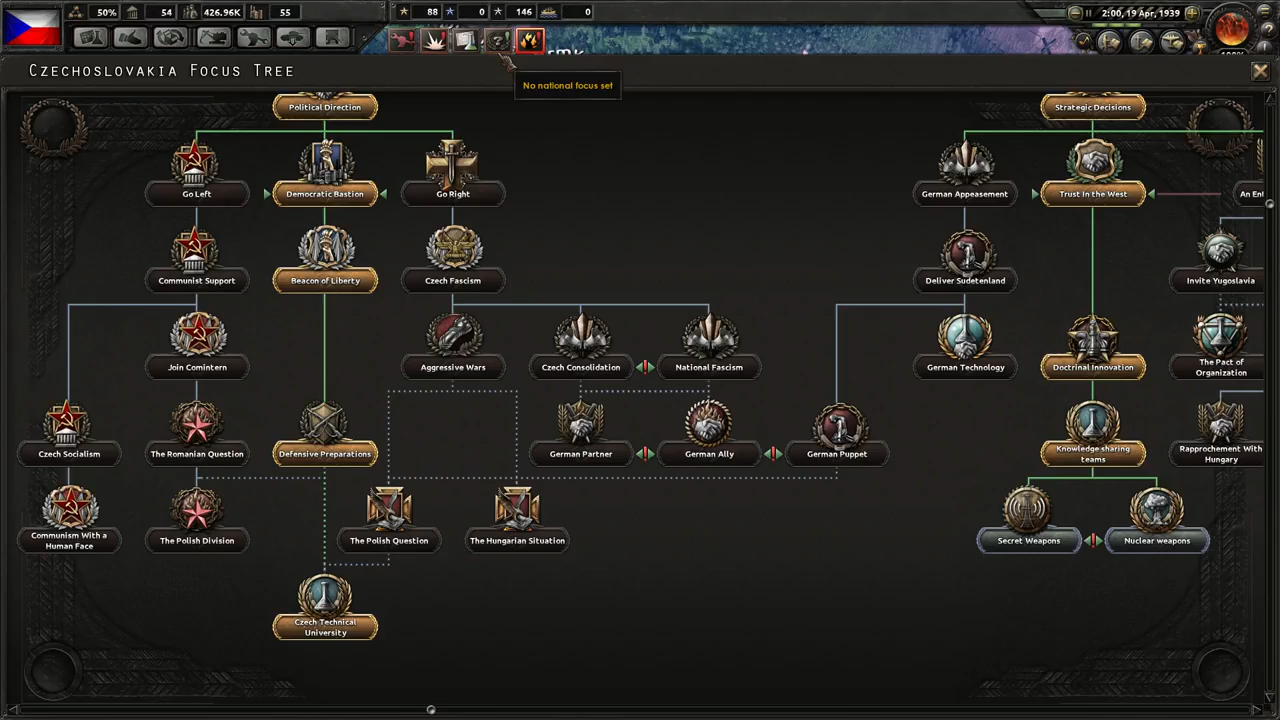 50%
54
426.96K
55
88
0
146
0
2:00, 19 Apr, 1939
Czechoslovakia Focus Tree
No national focus set
Political Direction
Strategic Decisions
Go Left
Democratic Bastion
Go Right
German Appeasement
Trust In the West
Communist Support
Beacon of Liberty
Czech Fascism
Deliver Sudetenland
Invite Yugoslavia
Join Comintern
Aggressive Wars
Czech Consolidation
National Fascism
German Technology
Doctrinal Innovation
The Pact of
Organization
Czech Socialism
The Romanian Question
Defensive Preparations
German Partner
German Ally
German Puppet
Knowledge sharing
teams
Rapprochement With
Hungary
Communism With a
Human Face
The Polish Division
The Polish Question
The Hungarian Situation
Secret Weapons
Nuclear weapons
Czech Technical
University